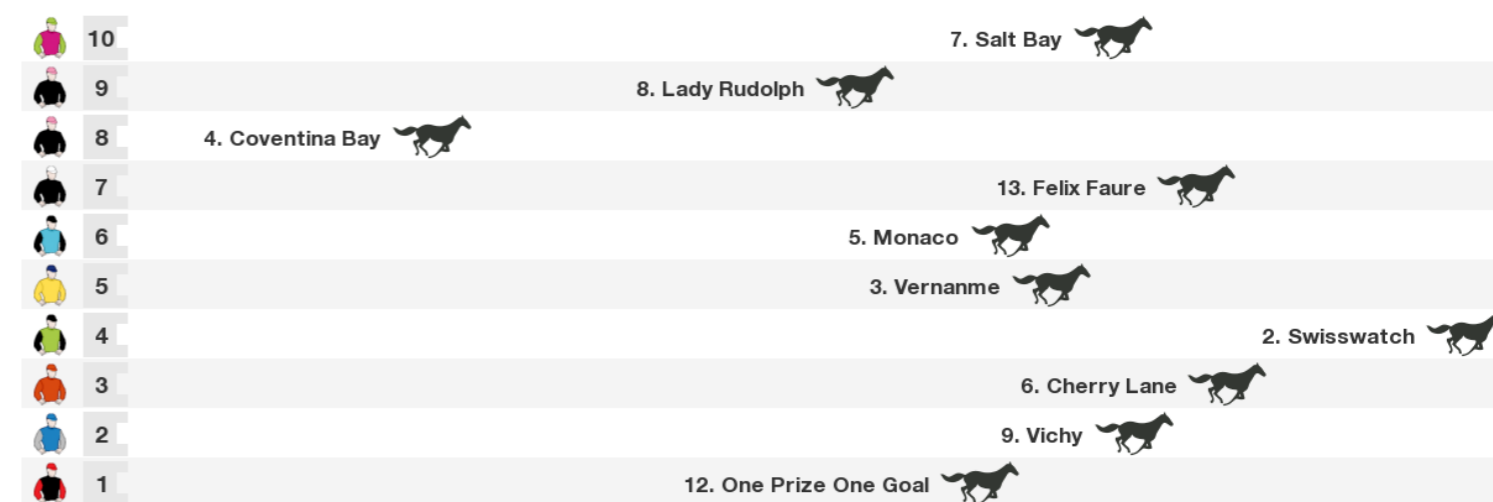 10 7. Salt Bay
9 8. Lady Rudolph
8 4. Coventina Bay
7 13. Felix Faure
6 5. Monaco
5 3. Vernanme
4 2. Swisswatch
3 6. Cherry Lane
2 9. Vichy
1 12. One Prize One Goal